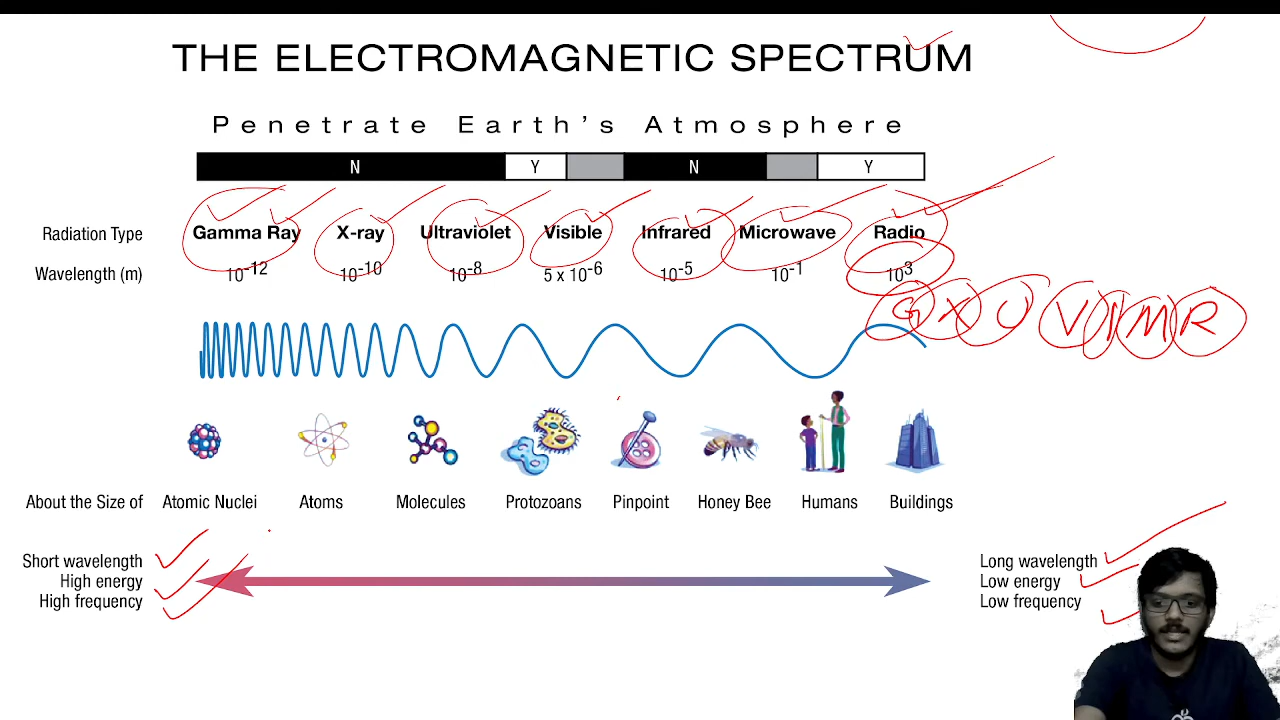 THE ELECTROMAGNETIC SPECTRUM
Penetrate Earth's Atmosphere
N Y N Y
Radiation Type Gamma Ray X-ray Ultraviolet Visible Infrared Microwave Radio
Wavelength (m) 10⁻¹² 10⁻¹⁰ 10⁻⁸ 5 x 10⁻⁶ 10⁻⁵ 10⁻¹ 10³
G X U V I M R
About the Size of Atomic Nuclei Atoms Molecules Protozoans Pinpoint Honey Bee Humans Buildings
Short wavelength Long wavelength
High energy Low energy
High frequency Low frequency